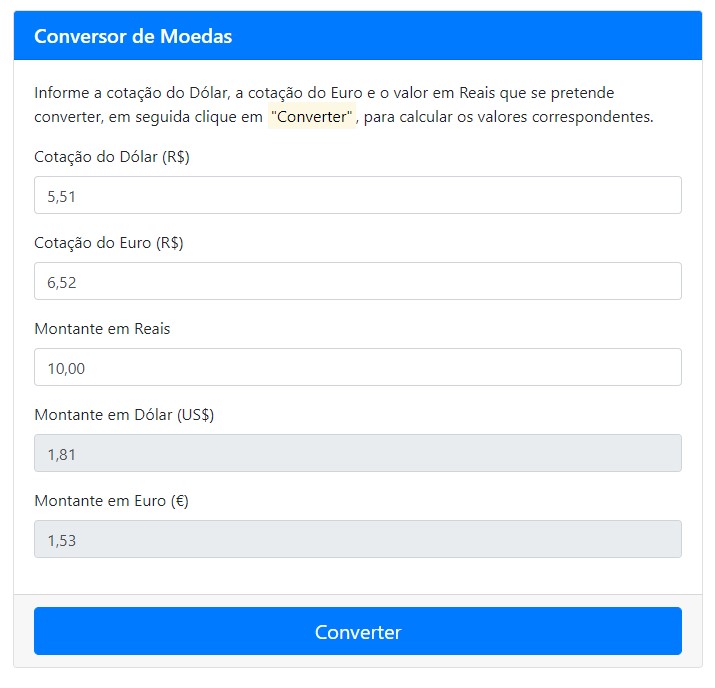 Conversor de Moedas
Informe a cotação do Dólar, a cotação do Euro e o valor em Reais que se pretende
converter, em seguida clique em "Converter", para calcular os valores correspondentes.
Cotação do Dólar (R$)
5,51
Cotação do Euro (R$)
6,52
Montante em Reais
10,00
Montante em Dólar (US$)
1,81
Montante em Euro (€)
1,53
Converter